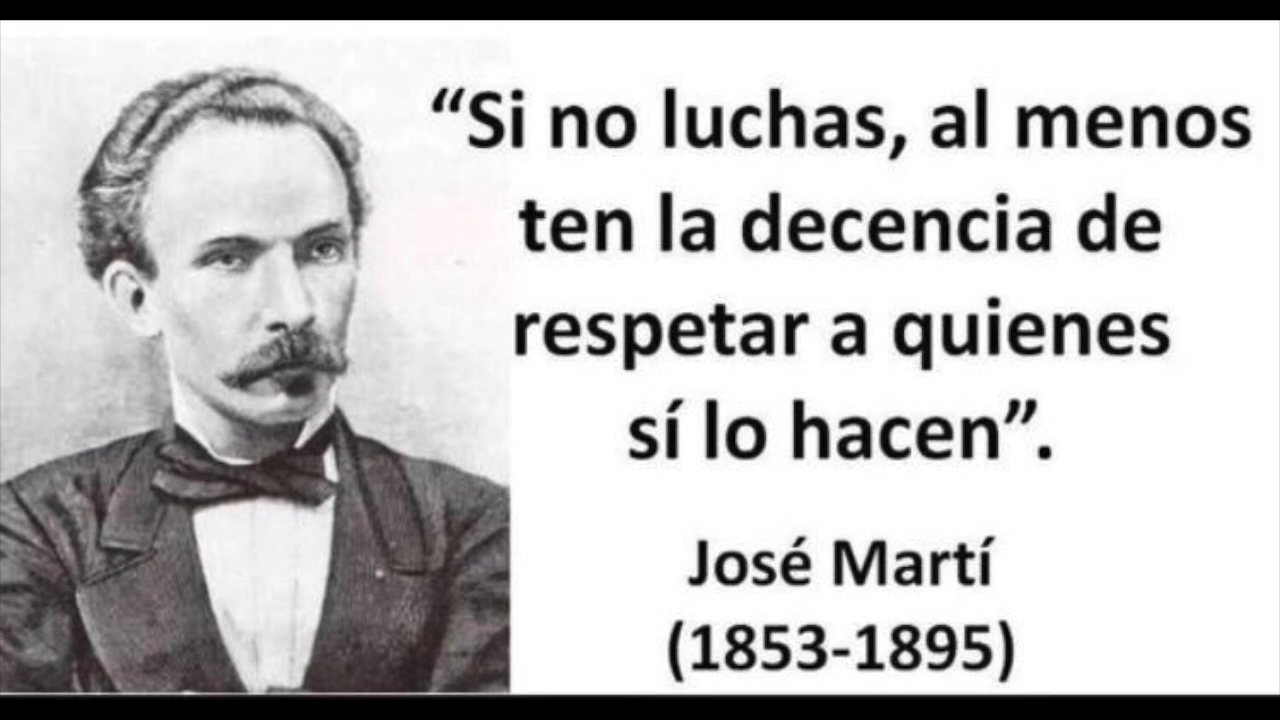 “Si no luchas, al menos
ten la decencia de
respetar a quienes
sí lo hacen”.
José Martí
(1853-1895)